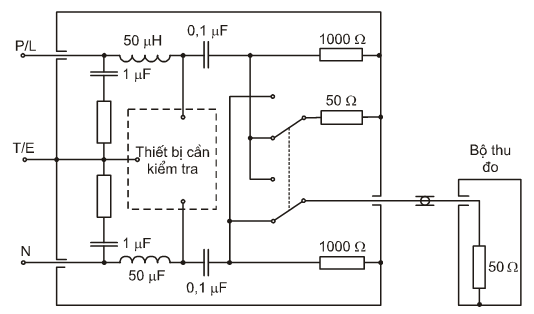 P/L
50 μH
0,1 μF
1000 Ω
1 μF
50 Ω
T/E
Thiết bị cần
kiểm tra
Bộ thu
đo
N
1 μF
50 μF
0,1 μF
1000 Ω
50 Ω